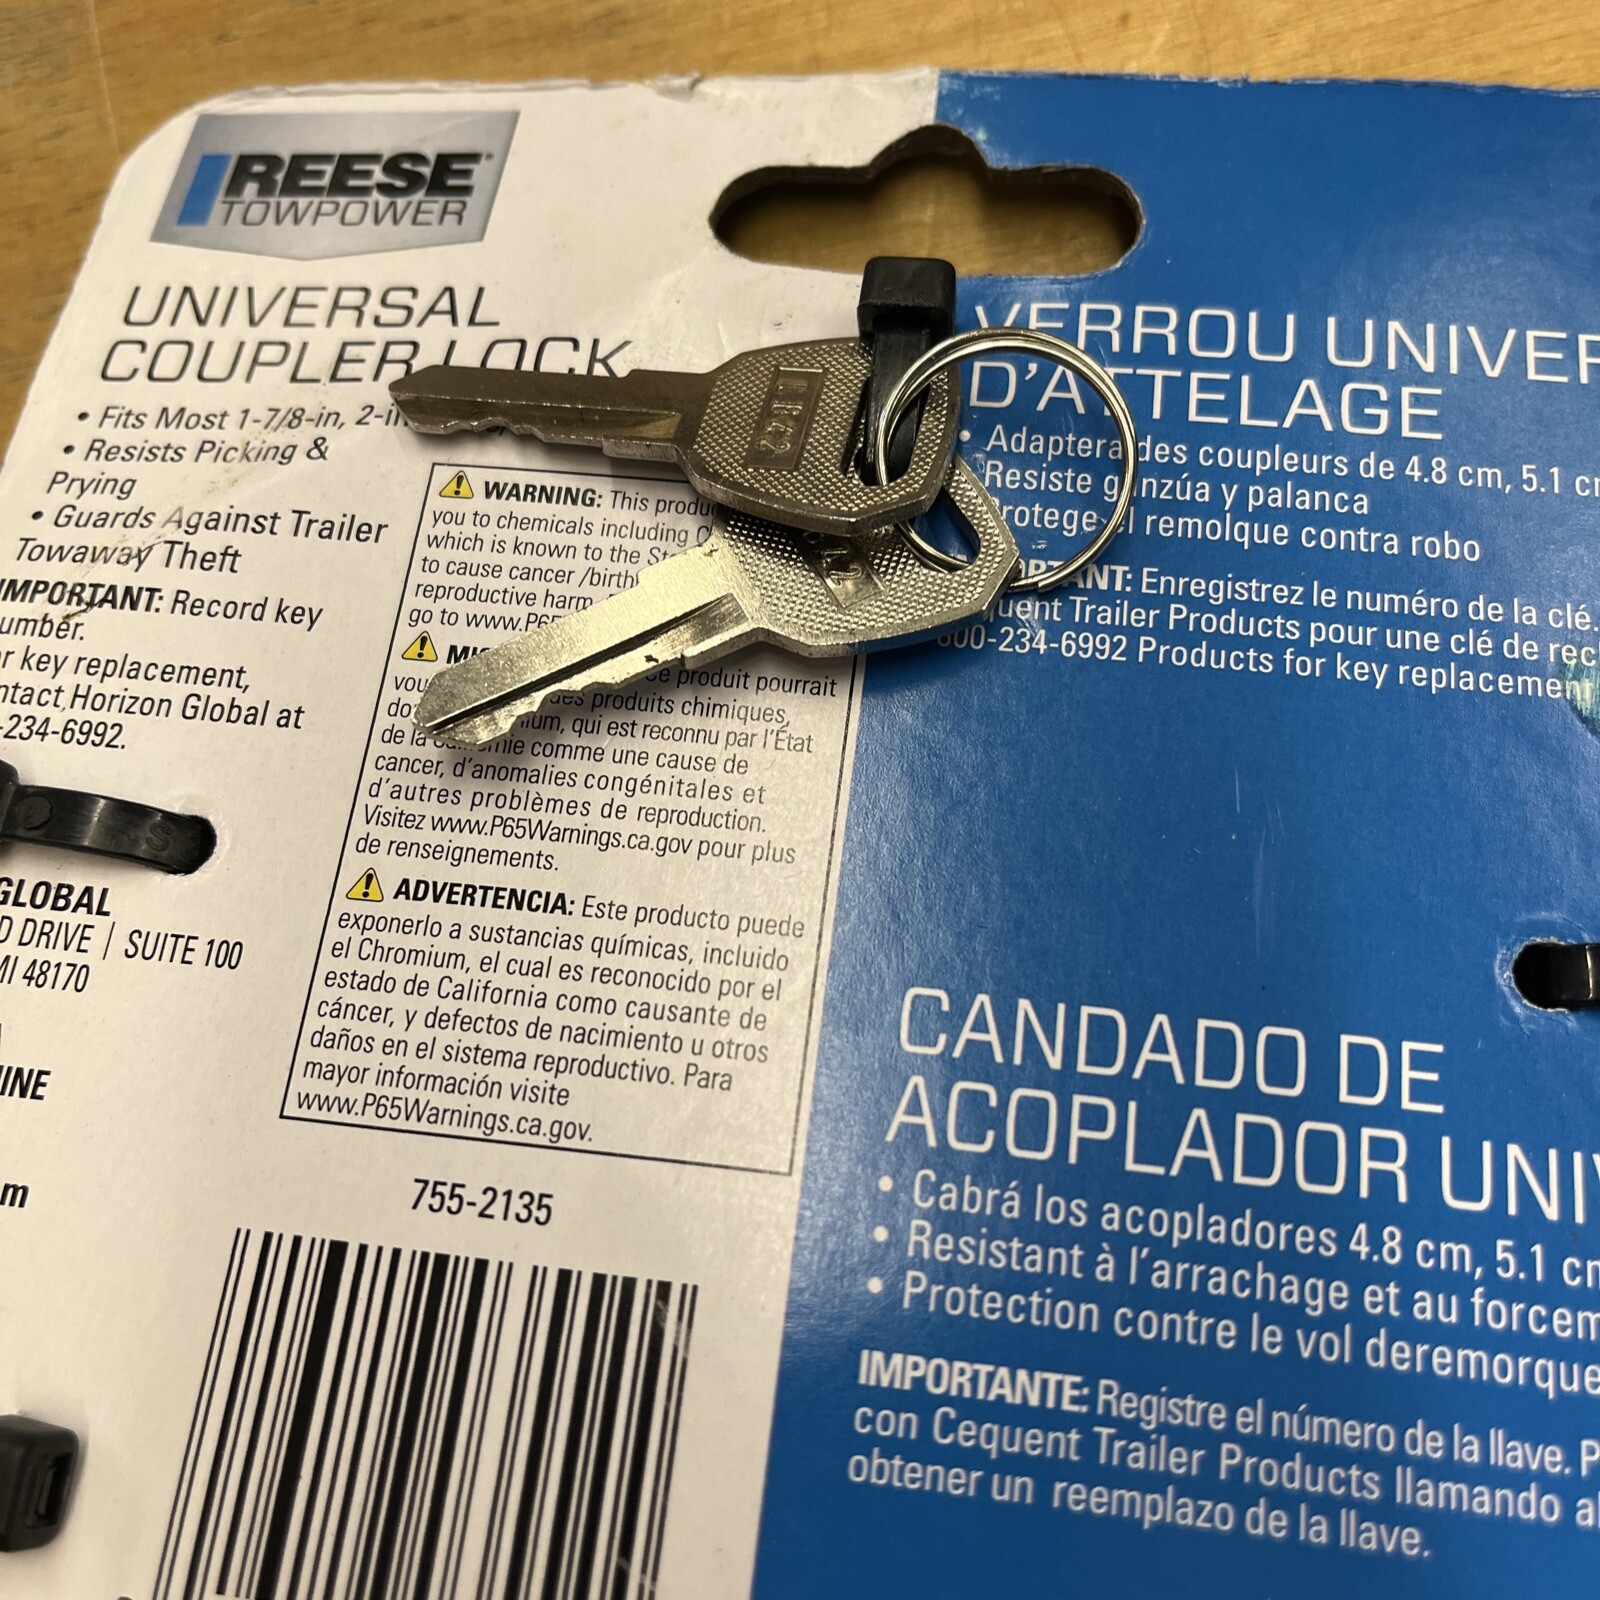 REESE
TOWPOWER
UNIVERSAL
COUPLER LOCK
• Fits Most 1-7/8-in, 2-in
• Resists Picking &
Prying
• Guards Against Trailer
Towaway Theft
IMPORTANT: Record key
umber.
r key replacement,
ntact Horizon Global at
-234-6992.
GLOBAL
D DRIVE | SUITE 100
MI 48170
INE
m
WARNING: This produ
you to chemicals including
which is known to the
to cause cancer /birth
reproductive harm
go to www.P65
ce produit pourrait
vou des produits chimiques,
qui est reconnu par l'État
de la comme une cause de
cancer, d'anomalies congénitales et
d'autres problèmes de reproduction.
Visitez www.P65Warnings.ca.gov pour plus
de renseignements.
ADVERTENCIA: Este producto puede
exponerlo a sustancias químicas, incluido
el Chromium, el cual es reconocido por el
estado de California como causante de
cáncer, y defectos de nacimiento u otros
daños en el sistema reproductivo. Para
mayor información visite
www.P65Warnings.ca.gov.
755-2135
VERROU UNIVER
D'ATTELAGE
• Adaptera des coupleurs de 4.8 cm, 5.1 cm
Resiste ganzúa y palanca
rotege el remolque contra robo
RTANT: Enregistrez le numéro de la clé.
quent Trailer Products pour une clé de rec
800-234-6992 Products for key replacemen
CANDADO DE
ACOPLADOR UNIV
• Cabrá los acopladores 4.8 cm, 5.1 cm
• Resistant à l'arrachage et au forcem
• Protection contre le vol deremorque
IMPORTANTE: Registre el número de la llave. P
con Cequent Trailer Products llamando al
obtener un reemplazo de la llave.